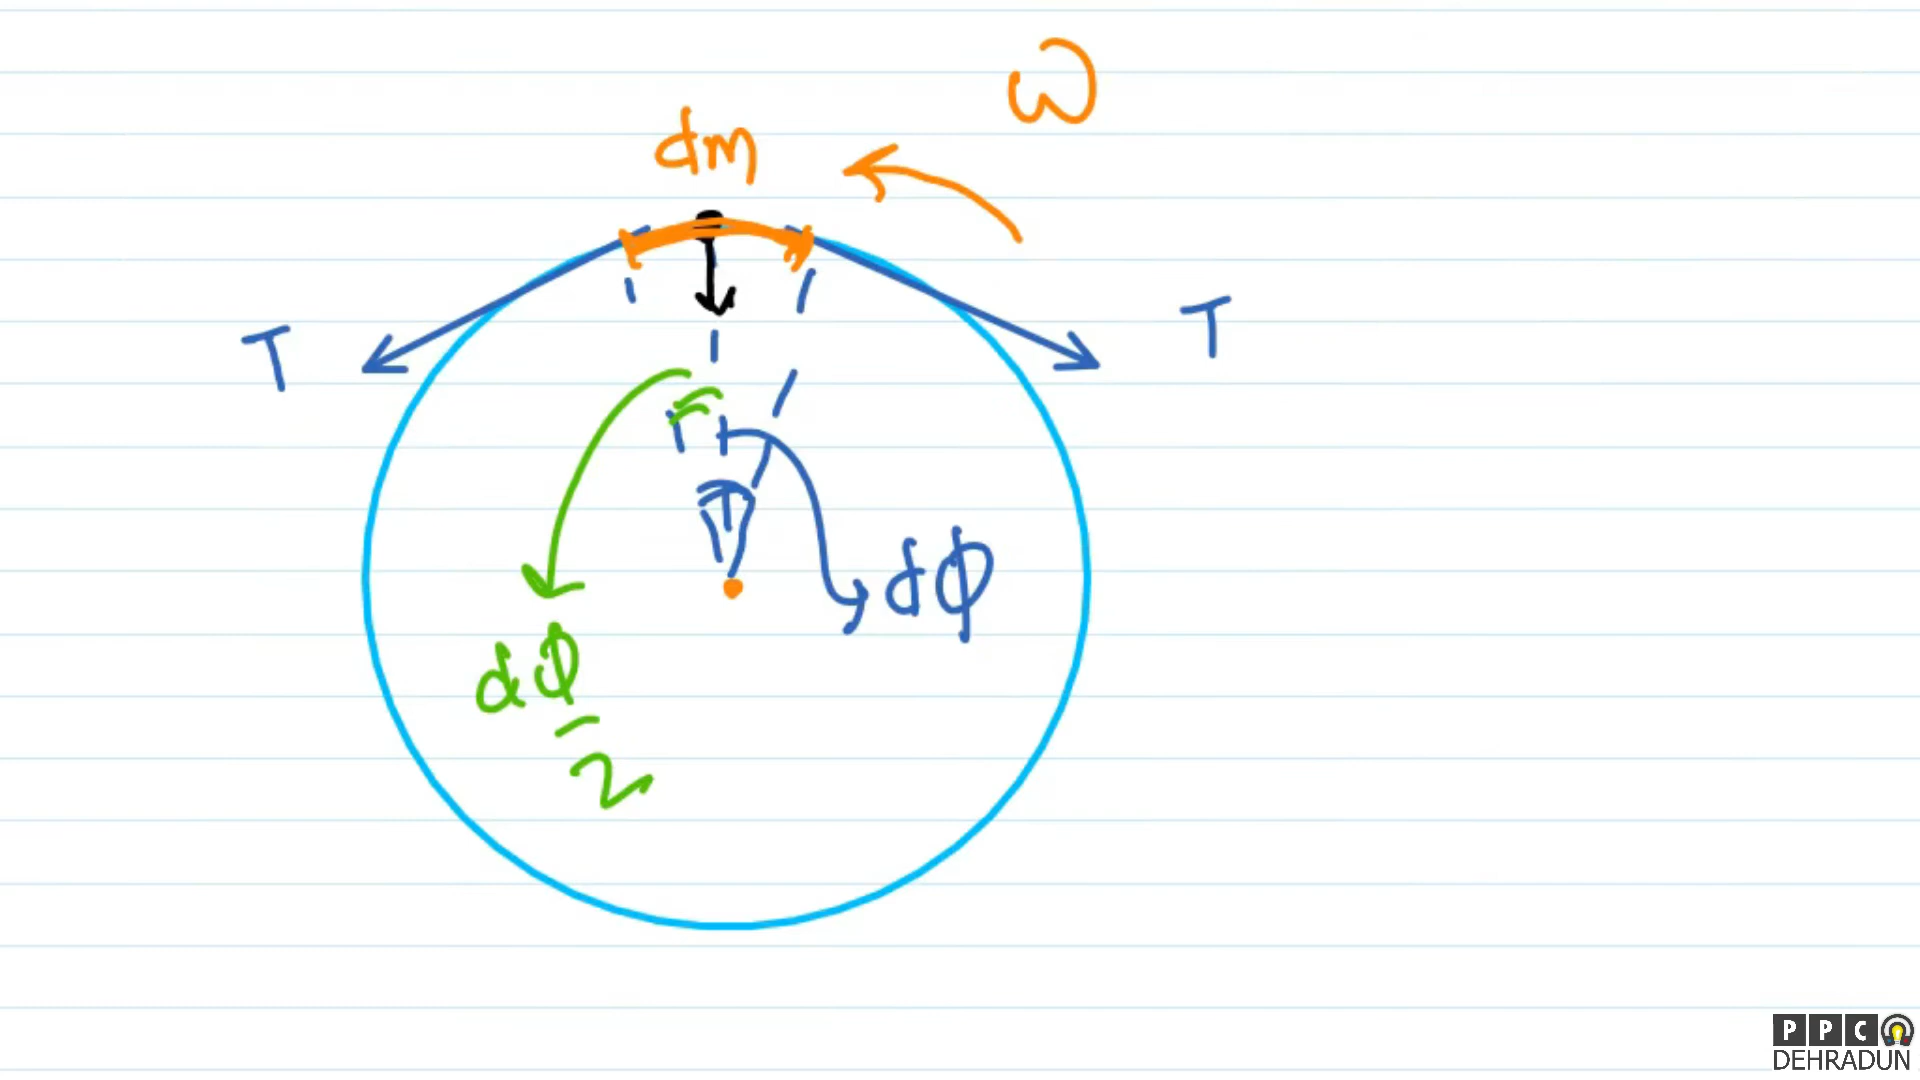 ω
dm
T
T
dϕ
dϕ/2
PPC
DEHRADUN